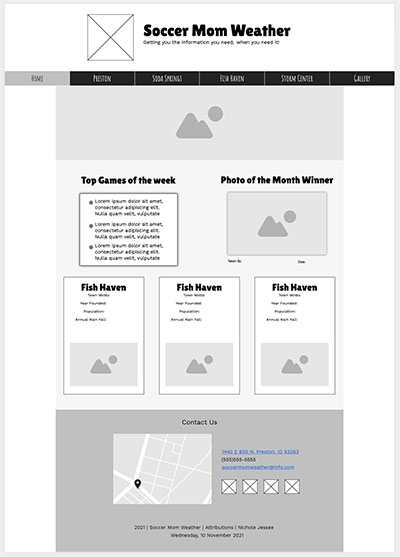 Soccer Mom Weather
Getting you the information you need, when you need it!
Home Preston Soda Springs Fish Haven Storm Center Gallery
Top Games of the week
Lorem ipsum dolor sit amet,
consectetur adipiscing elit.
Nulla quam velit, vulputate
Lorem ipsum dolor sit amet,
consectetur adipiscing elit.
Nulla quam velit, vulputate
Lorem ipsum dolor sit amet,
consectetur adipiscing elit.
Nulla quam velit, vulputate
Photo of the Month Winner
Taken By: Date:
Fish Haven
Town Motto
Year Founded:
Population:
Annual Rain Fall:
Fish Haven
Town Motto
Year Founded:
Population:
Annual Rain Fall:
Fish Haven
Town Motto
Year Founded:
Population:
Annual Rain Fall:
Contact Us
1440 E 800 N, Preston, ID 83263
(555)555-5555
soccermomweather@info.com
2021 | Soccer Mom Weather | Attributions | Nichole Jessee
Wednesday, 10 November 2021